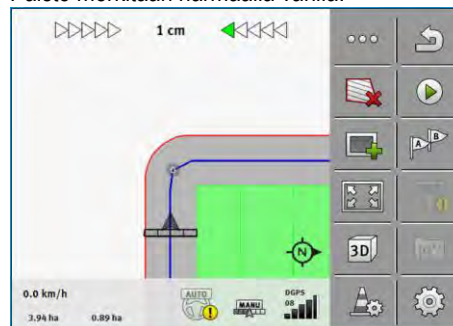 1 cm
A B
3D
0.0 km/h
AUTO
MANU
DGPS
08
3.94 ha 0.89 ha